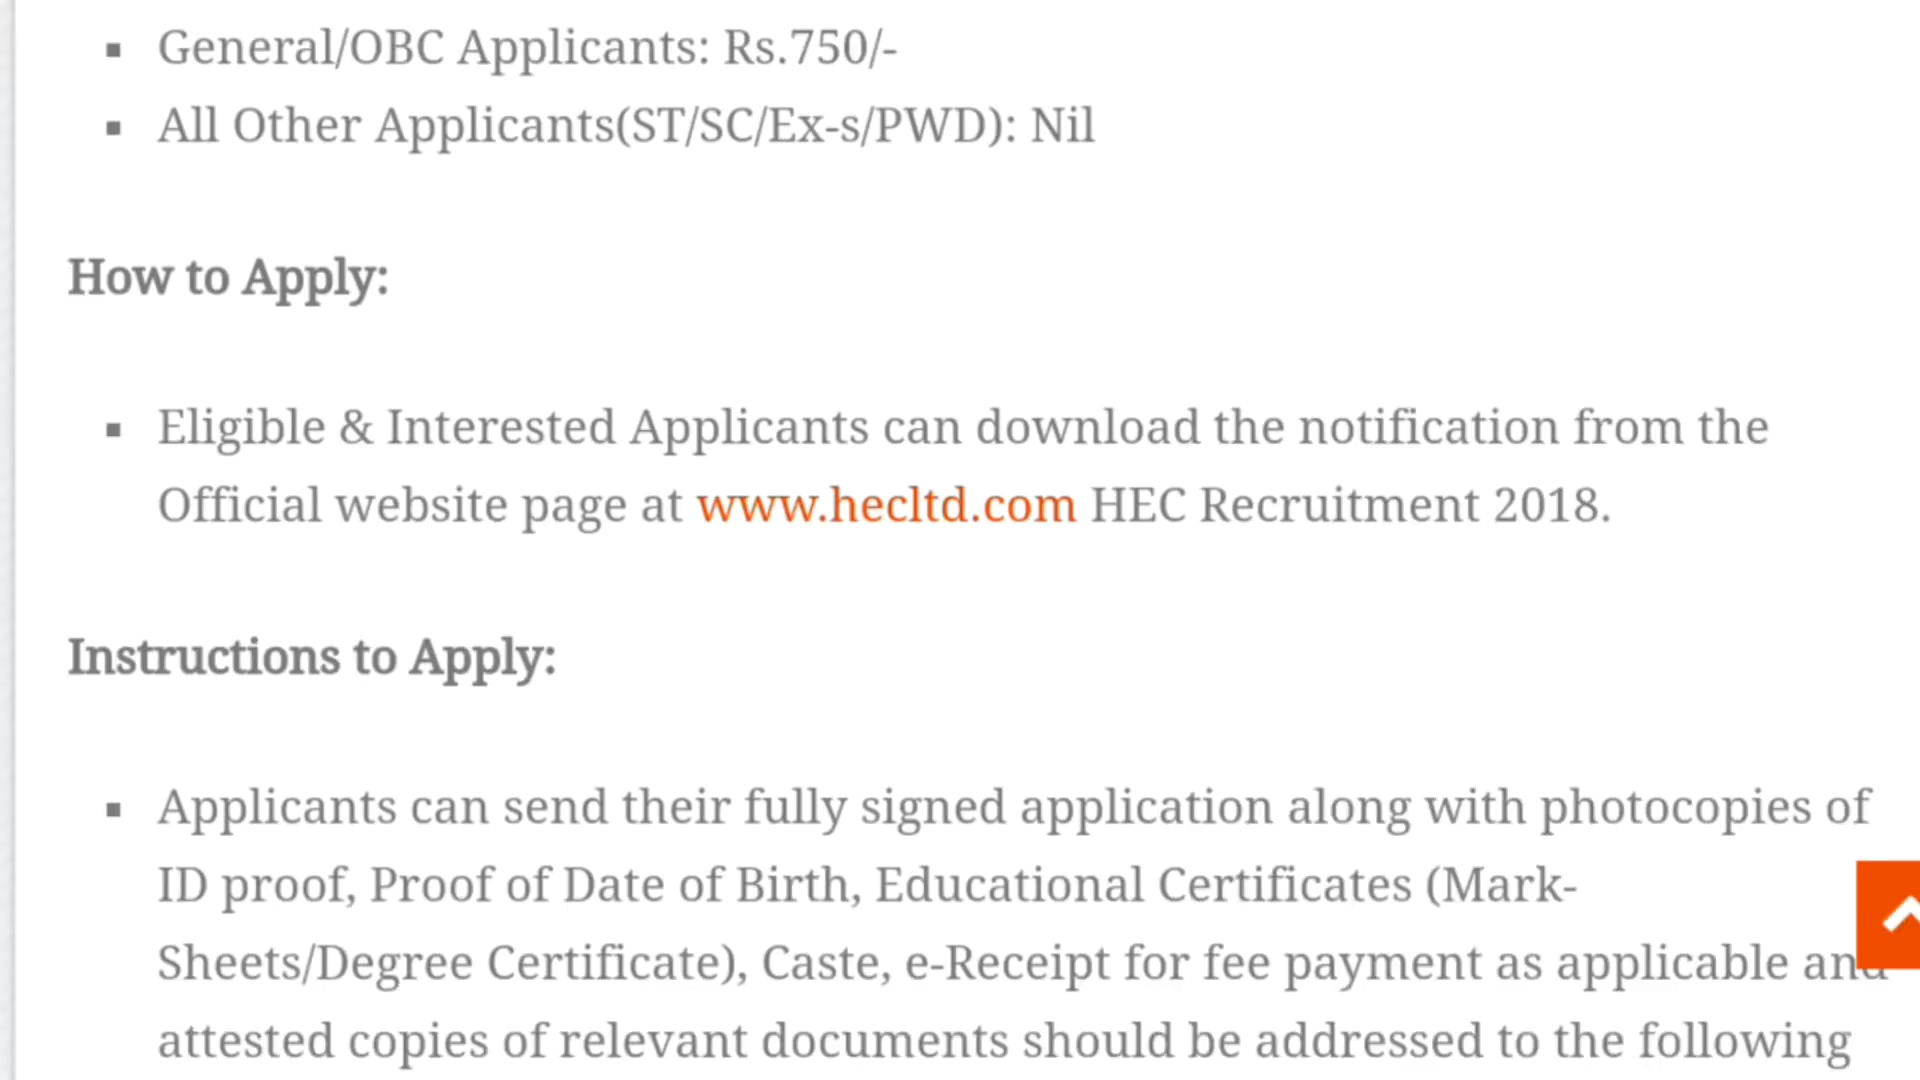 ▪ General/OBC Applicants: Rs.750/-
▪ All Other Applicants(ST/SC/Ex-s/PWD): Nil
How to Apply:
▪ Eligible & Interested Applicants can download the notification from the
Official website page at www.hecltd.com HEC Recruitment 2018.
Instructions to Apply:
▪ Applicants can send their fully signed application along with photocopies of
ID proof, Proof of Date of Birth, Educational Certificates (Mark-
Sheets/Degree Certificate), Caste, e-Receipt for fee payment as applicable and
attested copies of relevant documents should be addressed to the following